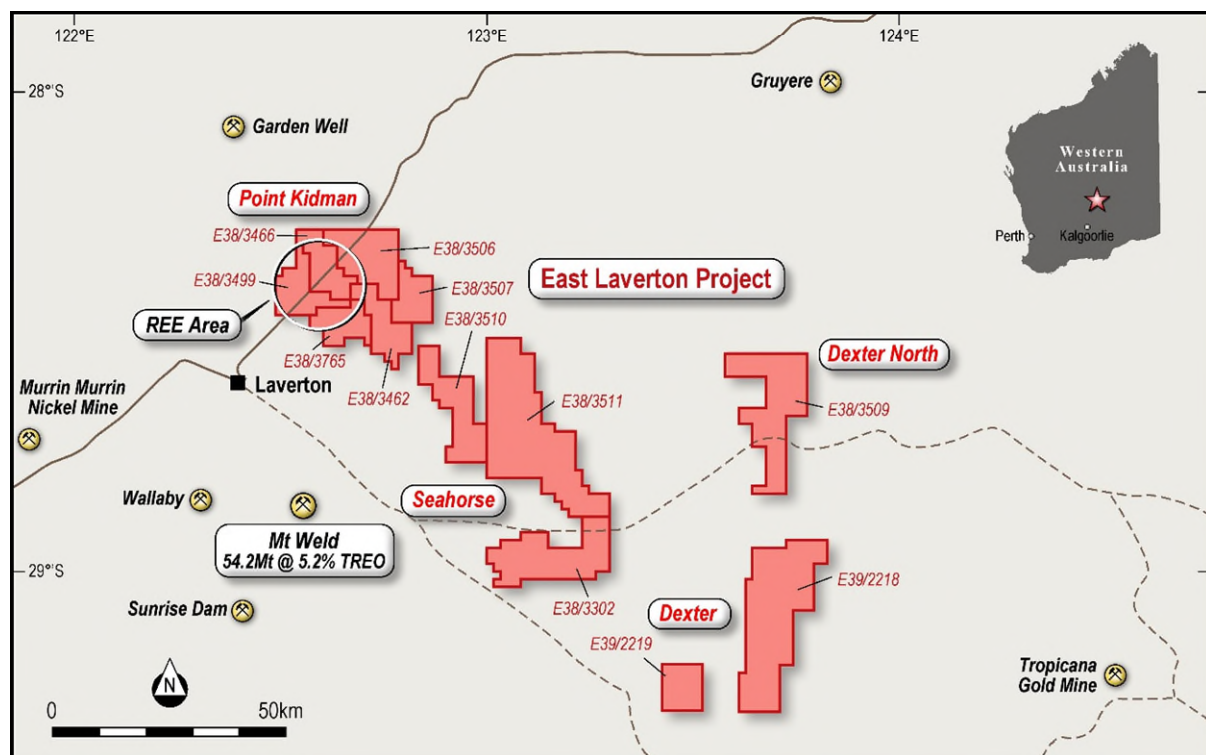 122°E
123°E
124°E
28°S
Gruyere
Garden Well
Western
Australia
Perth
Kalgoorlie
Point Kidman
E38/3466
E38/3506
E38/3499
E38/3507
East Laverton Project
REE Area
E38/3510
E38/3765
Dexter North
Laverton
E38/3462
E38/3511
E38/3509
Murrin Murrin
Nickel Mine
Wallaby
Seahorse
Mt Weld
54.2Mt @ 5.2% TREO
29°S
Sunrise Dam
E38/3302
E39/2218
Dexter
E39/2219
Tropicana
Gold Mine
N
0
50km